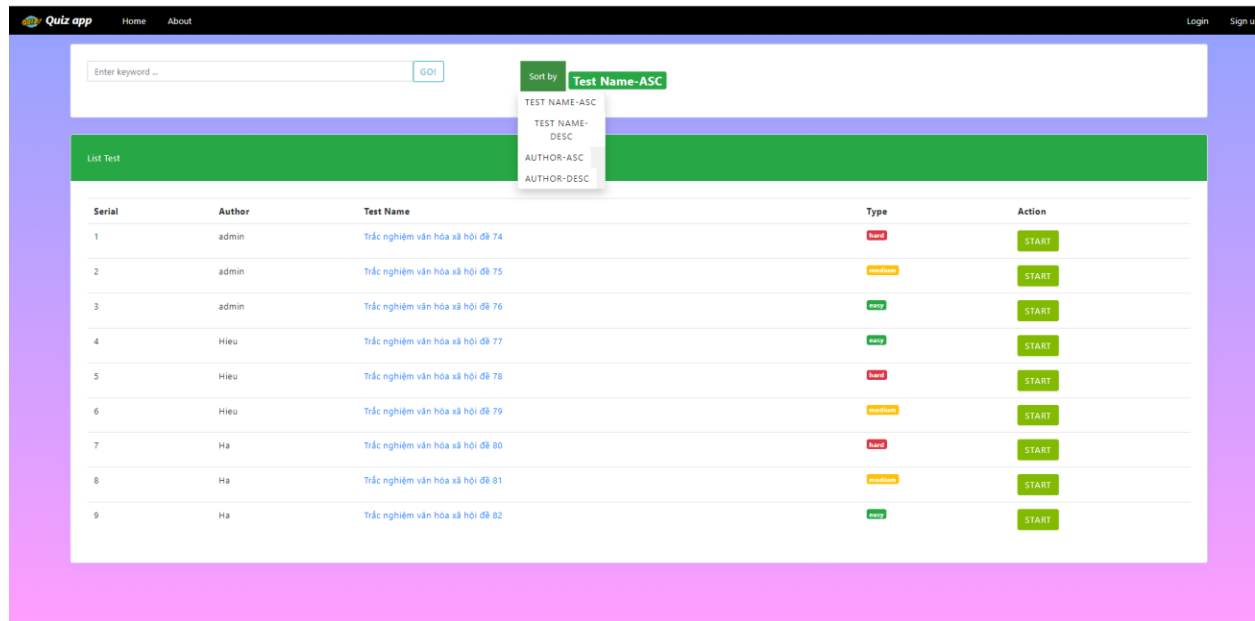 Quiz app Home About Login Sign u
Enter keyword ... GO! Sort by Test Name-ASC
TEST NAME-ASC
TEST NAME-
DESC
AUTHOR-ASC
AUTHOR-DESC
List Test
Serial Author Test Name Type Action
1 admin Trắc nghiệm văn hóa xã hội đề 74 hard START
2 admin Trắc nghiệm văn hóa xã hội đề 75 medium START
3 admin Trắc nghiệm văn hóa xã hội đề 76 easy START
4 Hieu Trắc nghiệm văn hóa xã hội đề 77 easy START
5 Hieu Trắc nghiệm văn hóa xã hội đề 78 hard START
6 Hieu Trắc nghiệm văn hóa xã hội đề 79 medium START
7 Ha Trắc nghiệm văn hóa xã hội đề 80 hard START
8 Ha Trắc nghiệm văn hóa xã hội đề 81 medium START
9 Ha Trắc nghiệm văn hóa xã hội đề 82 easy START